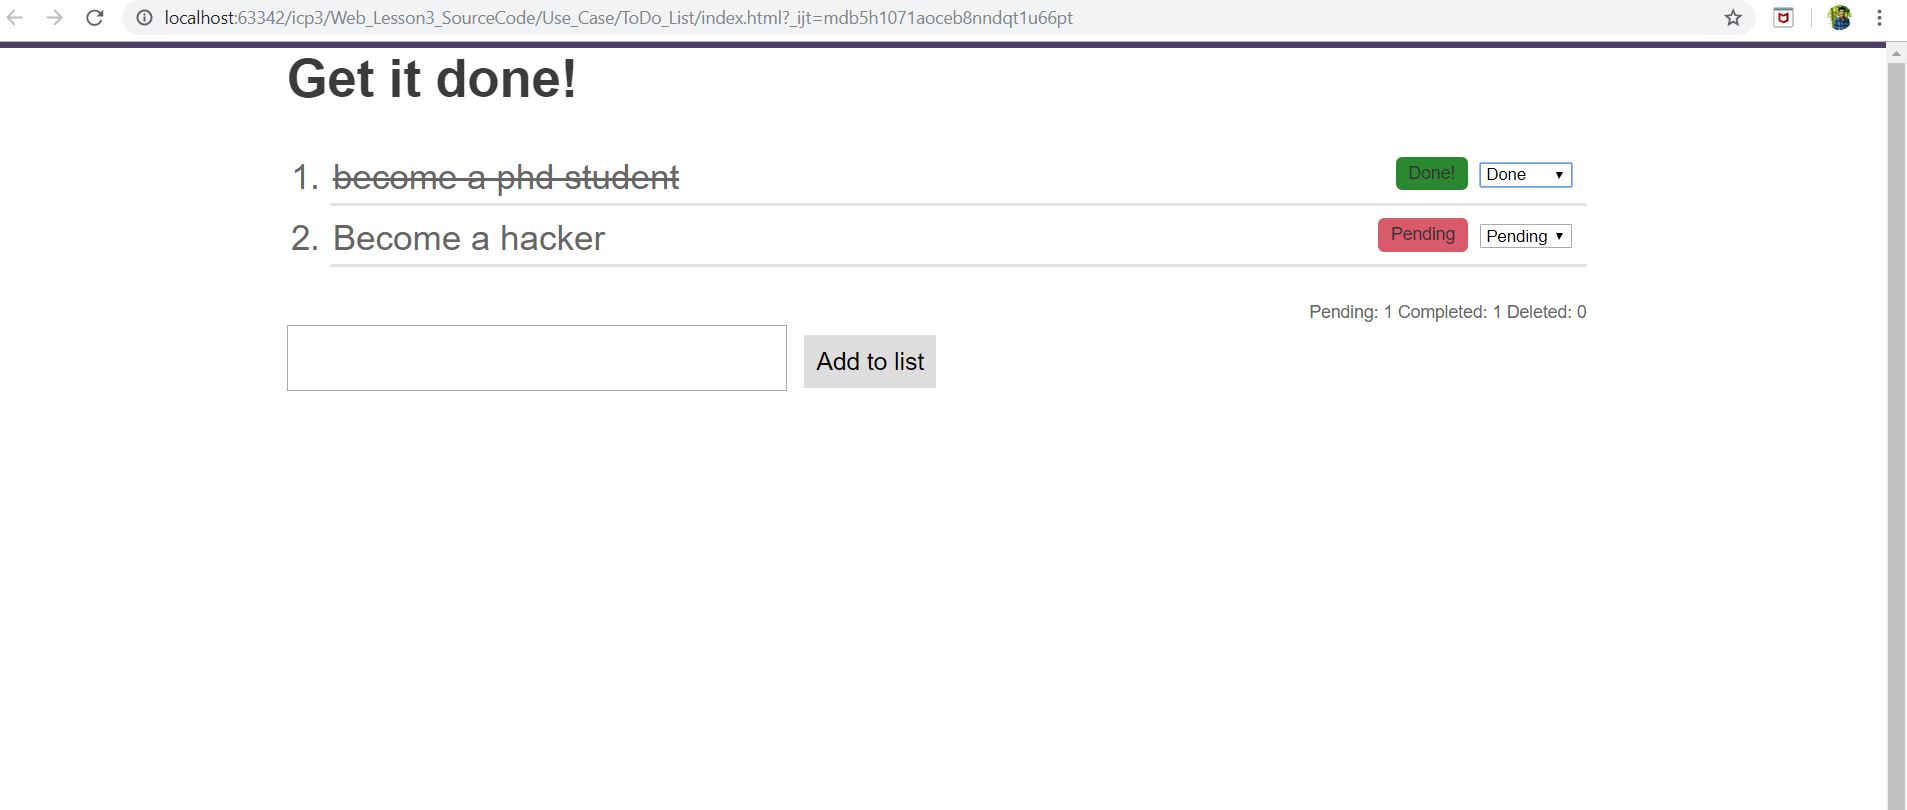 localhost:63342/icp3/Web_Lesson3_SourceCode/Use_Case/ToDo_List/index.html?_ijt=mdb5h1071aoceb8nndqt1u66pt
Get it done!
1. become a phd student Done! Done
2. Become a hacker Pending Pending
Pending: 1 Completed: 1 Deleted: 0
Add to list